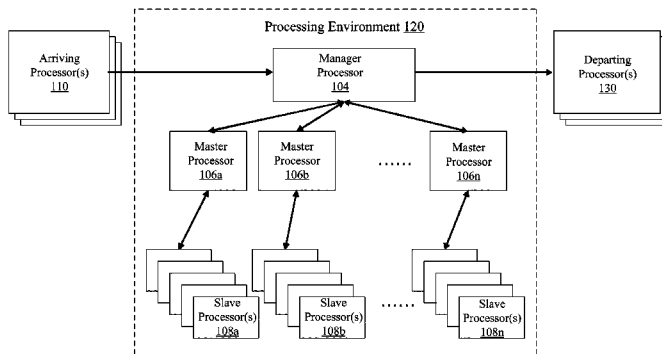 Processing Environment 120
Arriving
Processor(s)
110
Manager
Processor
104
Departing
Processor(s)
130
Master
Processor
106a
Master
Processor
106b
......
Master
Processor
106n
Slave
Processor(s)
108a
Slave
Processor(s)
108b
......
Slave
Processor(s)
108n